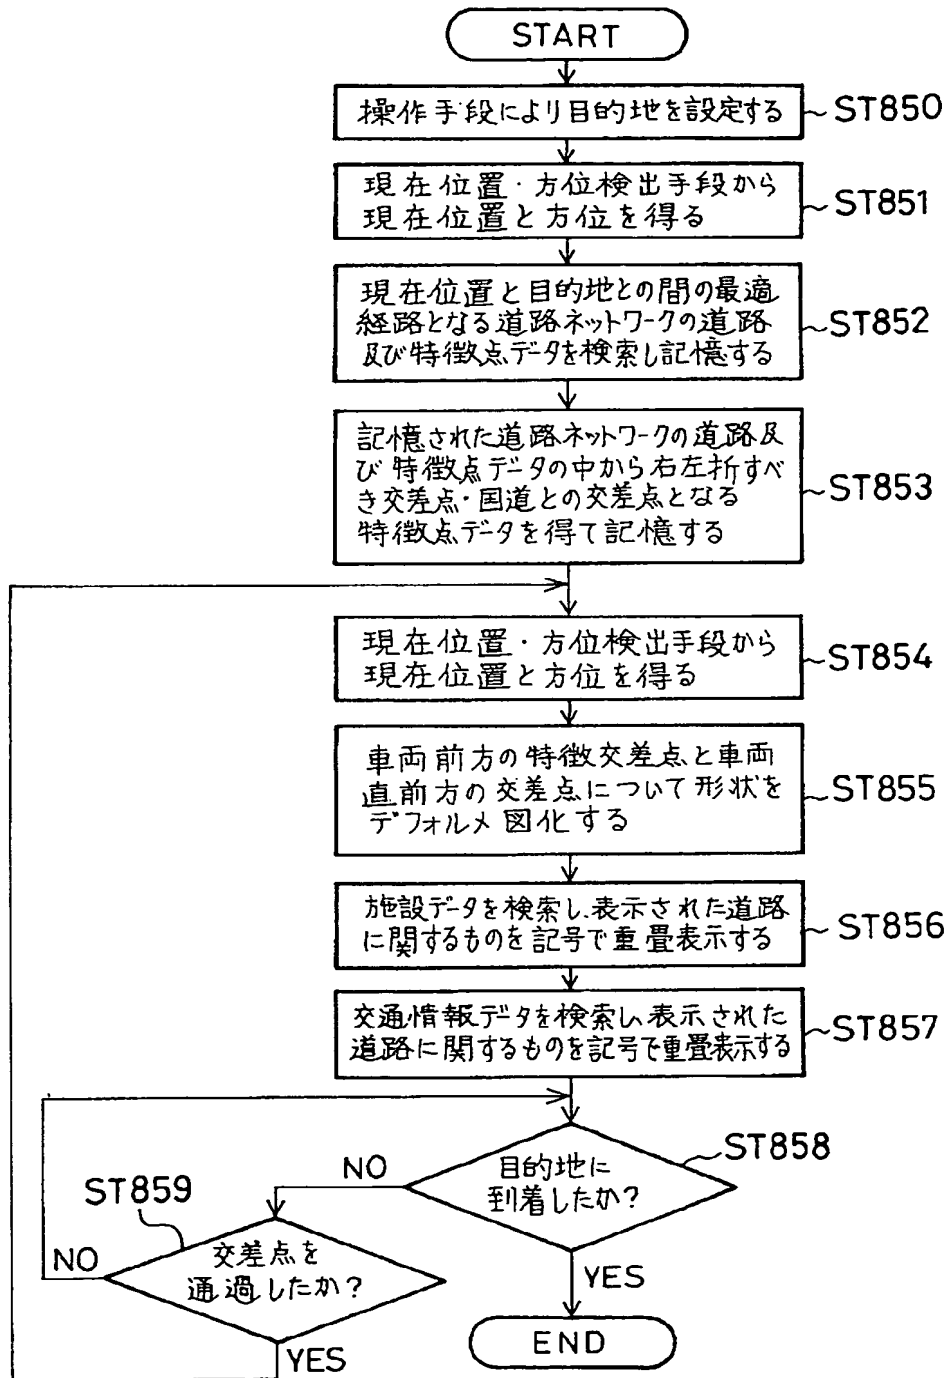 START
操作手段により目的地を設定する
ST850
現在位置・方位検出手段から
現在位置と方位を得る
ST851
現在位置と目的地との間の最適
経路となる道路ネットワークの道路
及び特徴点データを検索し記憶する
ST852
記憶された道路ネットワークの道路及
び特徴点データの中から右左折すべ
き交差点・国道との交差点となる
特徴点データを得て記憶する
ST853
現在位置・方位検出手段から
現在位置と方位を得る
ST854
車両前方の特徴交差点と車両
直前方の交差点について形状を
デフォルメ図化する
ST855
施設データを検索し、表示された道路
に関するものを記号で重畳表示する
ST856
交通情報データを検索し、表示された
道路に関するものを記号で重畳表示する
ST857
目的地に
到着したか?
ST858
NO
YES
ST859
交差点を
通過したか?
NO
YES
END